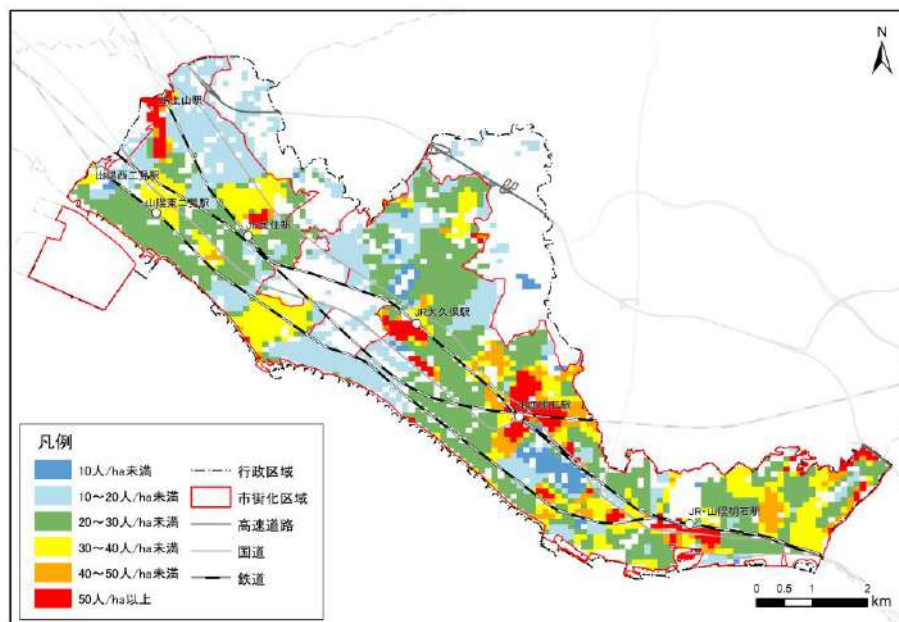 N
JR土山駅
山陽西二見駅
山陽東二見駅
JR魚住駅
JR大久保駅
JR西明石駅
JR・山陽明石駅
凡例
10人/ha未満
10~20人/ha未満
20~30人/ha未満
30~40人/ha未満
40~50人/ha未満
50人/ha以上
行政区域
市街化区域
高速道路
国道
鉄道
0 0.5 1 2
km